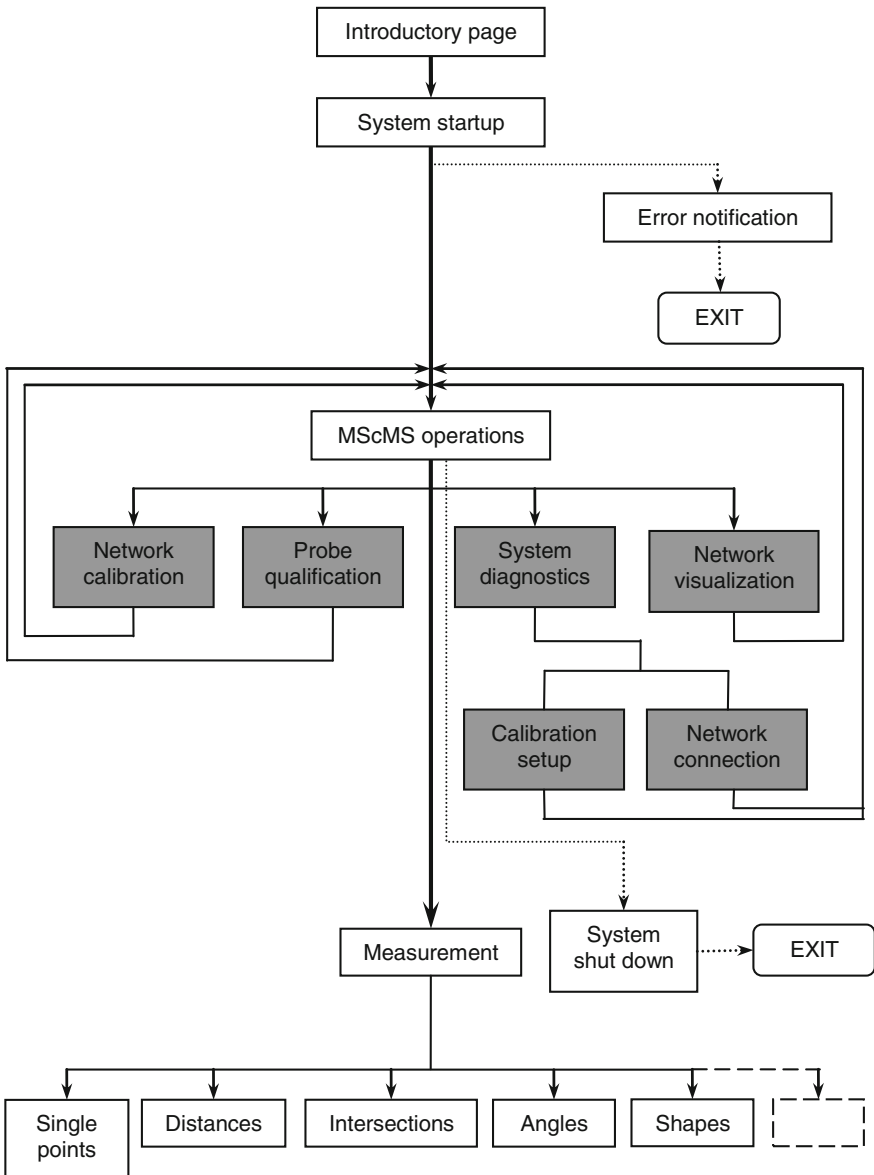 Introductory page
System startup
Error notification
EXIT
MScMS operations
Network
calibration
Probe
qualification
System
diagnostics
Network
visualization
Calibration
setup
Network
connection
Measurement
System
shut down
EXIT
Single
points
Distances
Intersections
Angles
Shapes